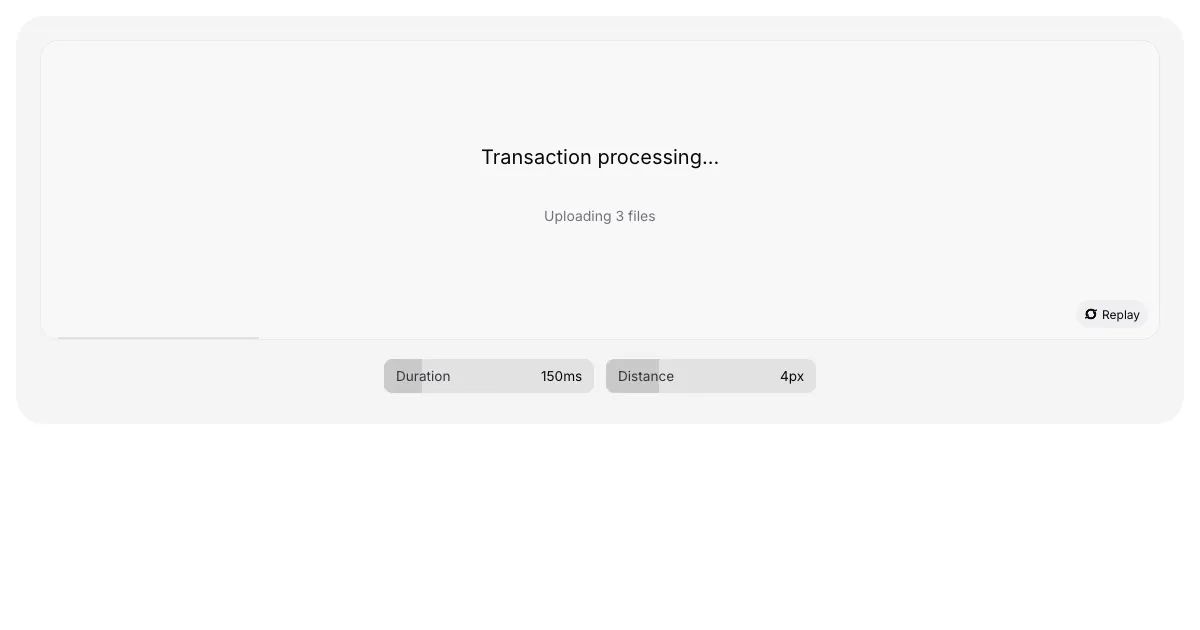 Transaction processing...
Uploading 3 files
Replay
Duration 150ms
Distance 4px